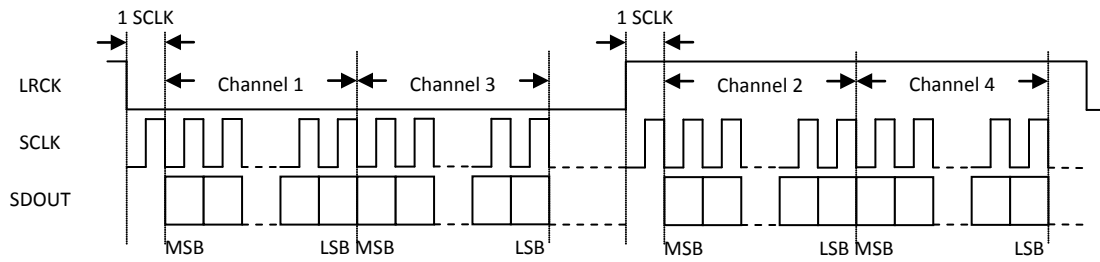 1 SCLK 1 SCLK
LRCK Channel 1 Channel 3 Channel 2 Channel 4
SCLK
SDOUT
MSB LSB MSB LSB MSB LSB MSB LSB